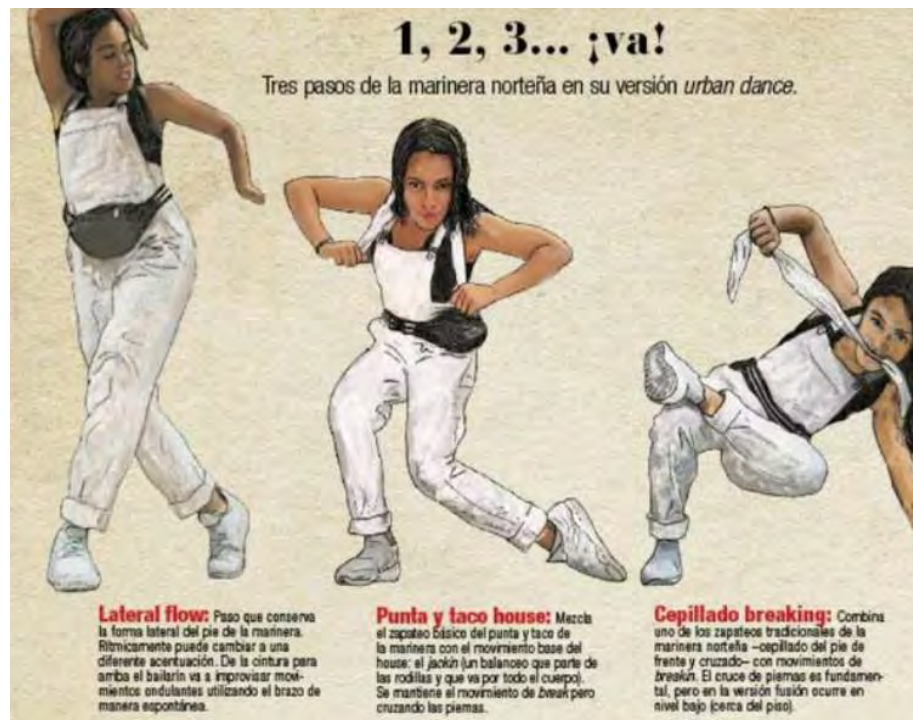 1, 2, 3... ¡va!
Tres pasos de la marinera norteña en su versión urban dance.
Lateral flow: Paso que conserva
la forma lateral del pie de la marinera.
Rítmicamente puede cambiar a una
diferente acentuación. De la cintura para
arriba el bailarín va a improvisar movi-
mientos ondulantes utilizando el brazo de
manera espontánea.
Punta y taco house: Mezcla
el zapateo básico del punta y taco de
la marinera con el movimiento base del
house: el jackin (un balanceo que parte de
las rodillas y que va por todo el cuerpo).
Se mantiene el movimiento de break pero
cruzando las piernas.
Cepillado breaking: Combina
uno de los zapateos tradicionales de la
marinera norteña –cepillado del pie de
frente y cruzado– con movimientos de
breakin. El cruce de piernas es fundamen-
tal, pero en la versión fusión ocurre en
nivel bajo (cerca del piso).